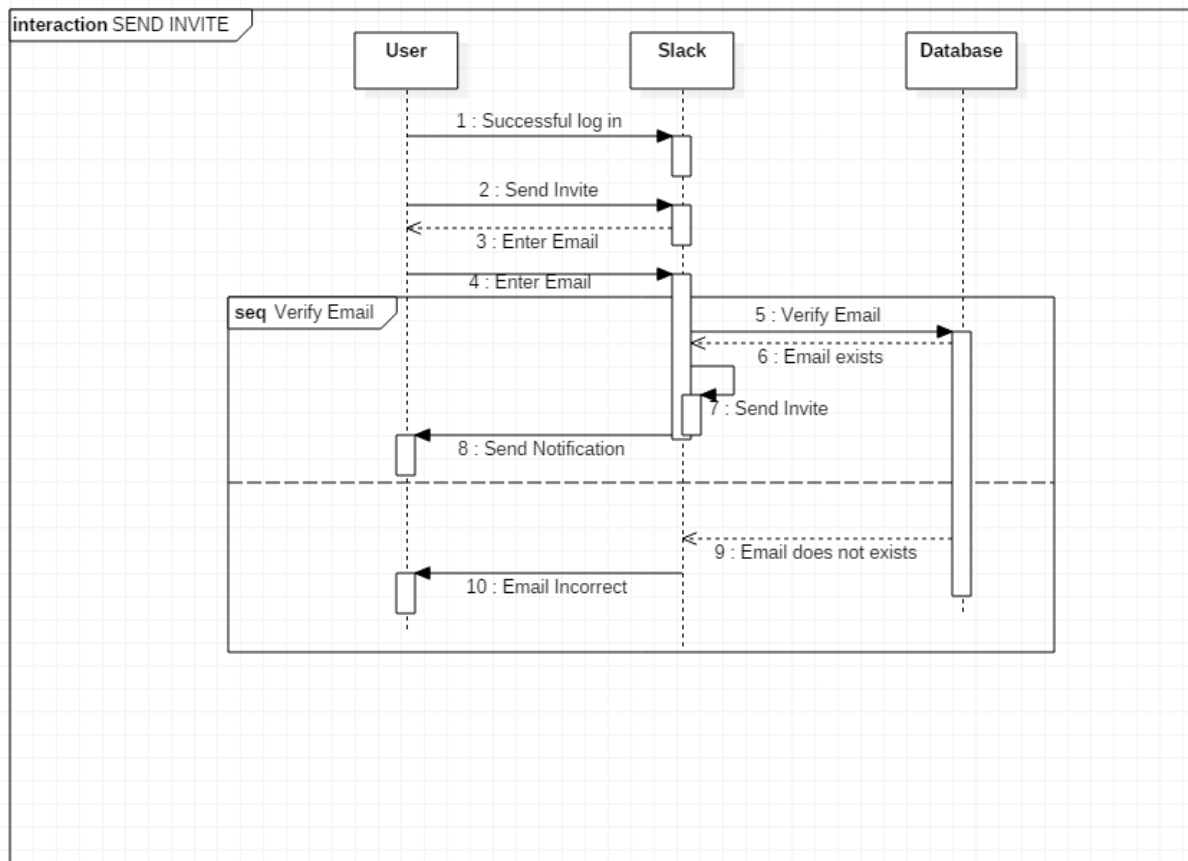 interaction SEND INVITE
User
Slack
Database
1 : Successful log in
2 : Send Invite
3 : Enter Email
4 : Enter Email
seq Verify Email
5 : Verify Email
6 : Email exists
7 : Send Invite
8 : Send Notification
9 : Email does not exists
10 : Email Incorrect